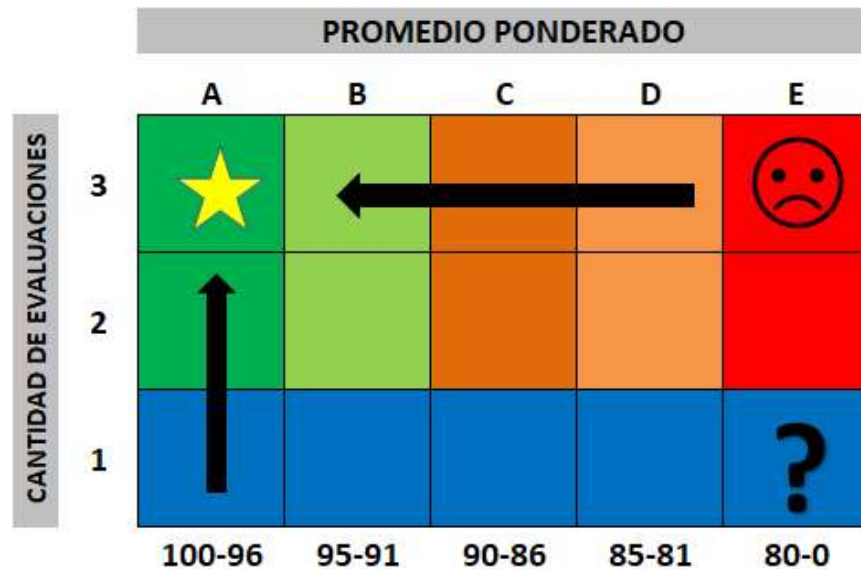 PROMEDIO PONDERADO
A B C D E
CANTIDAD DE EVALUACIONES
3
2
1
?
100-96 95-91 90-86 85-81 80-0